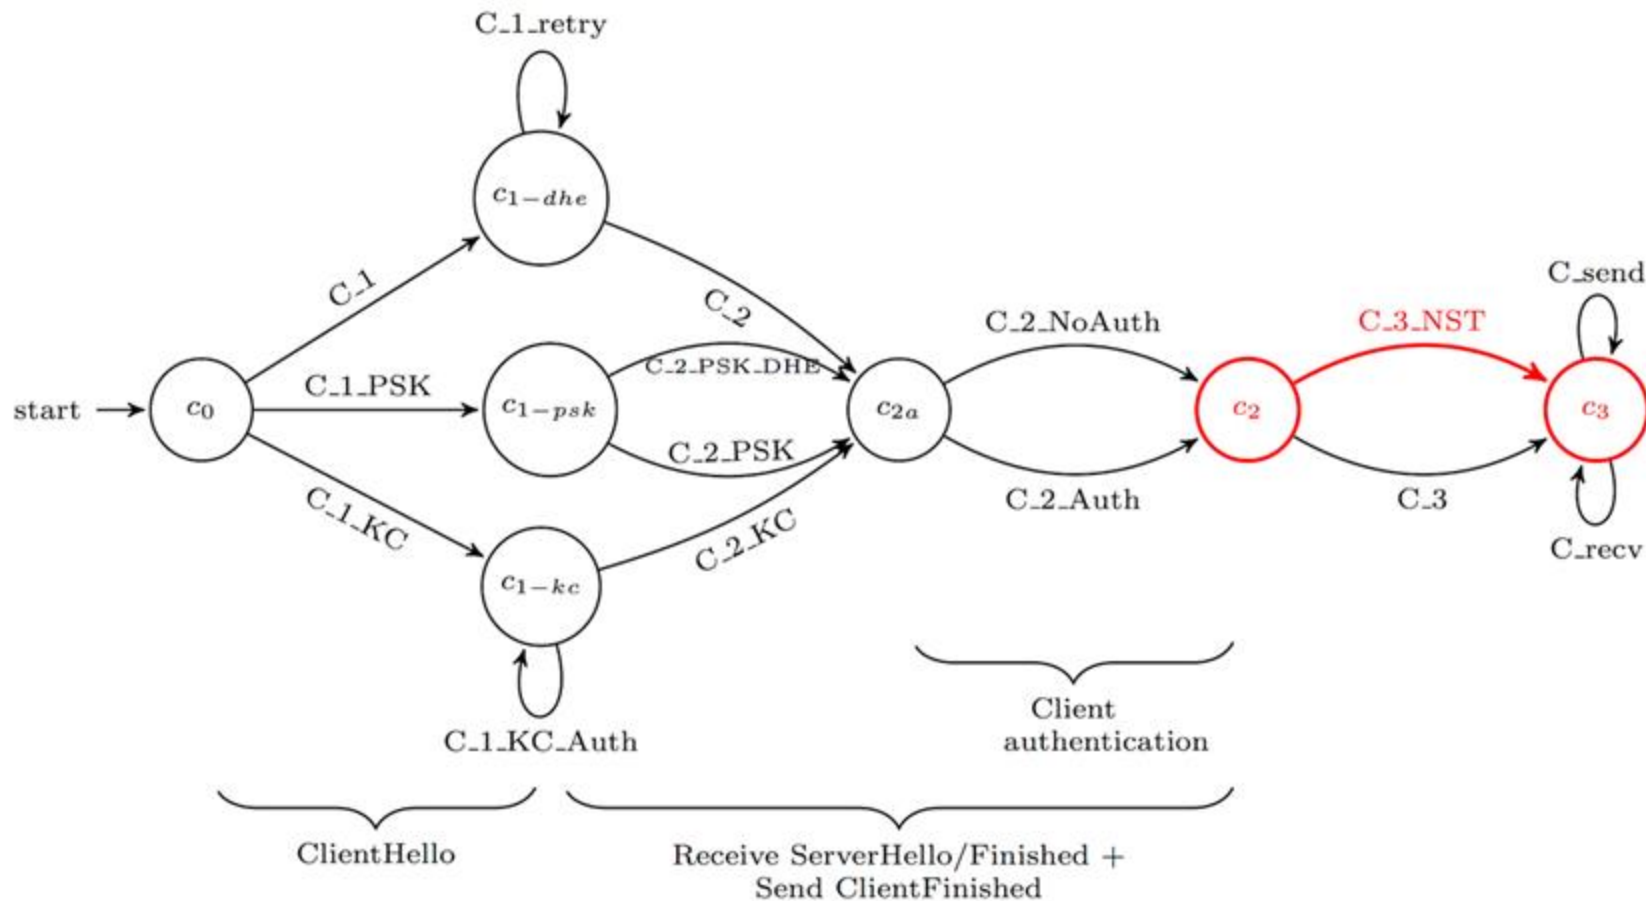 C_1_retry
c1−dhe
C_1
C_2
C_send
C_2_NoAuth
C_3_NST
C_2_PSK_DHE
start
c0
C_1_PSK
c1−psk
c2a
c2
c3
C_2_PSK
C_2_Auth
C_3
C_1_KC
C_2_KC
C_recv
c1−kc
C_1_KC_Auth
Client
authentication
ClientHello
Receive ServerHello/Finished +
Send ClientFinished